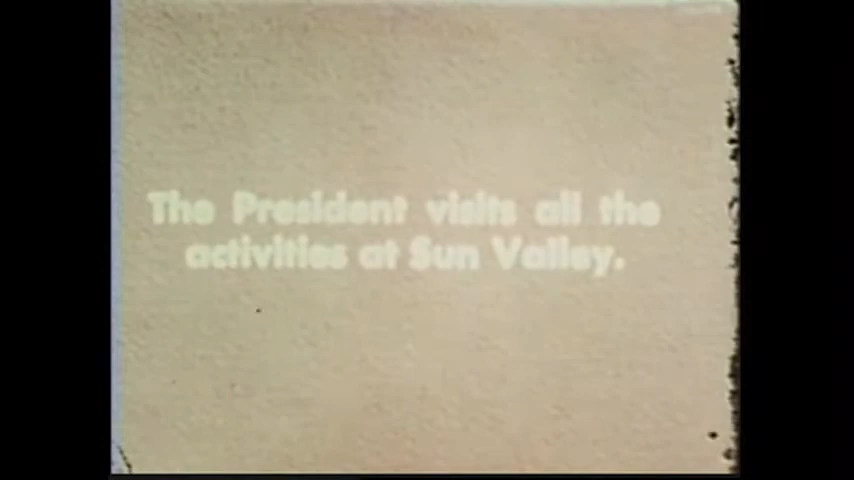 The President visits all the
activities at Sun Valley.